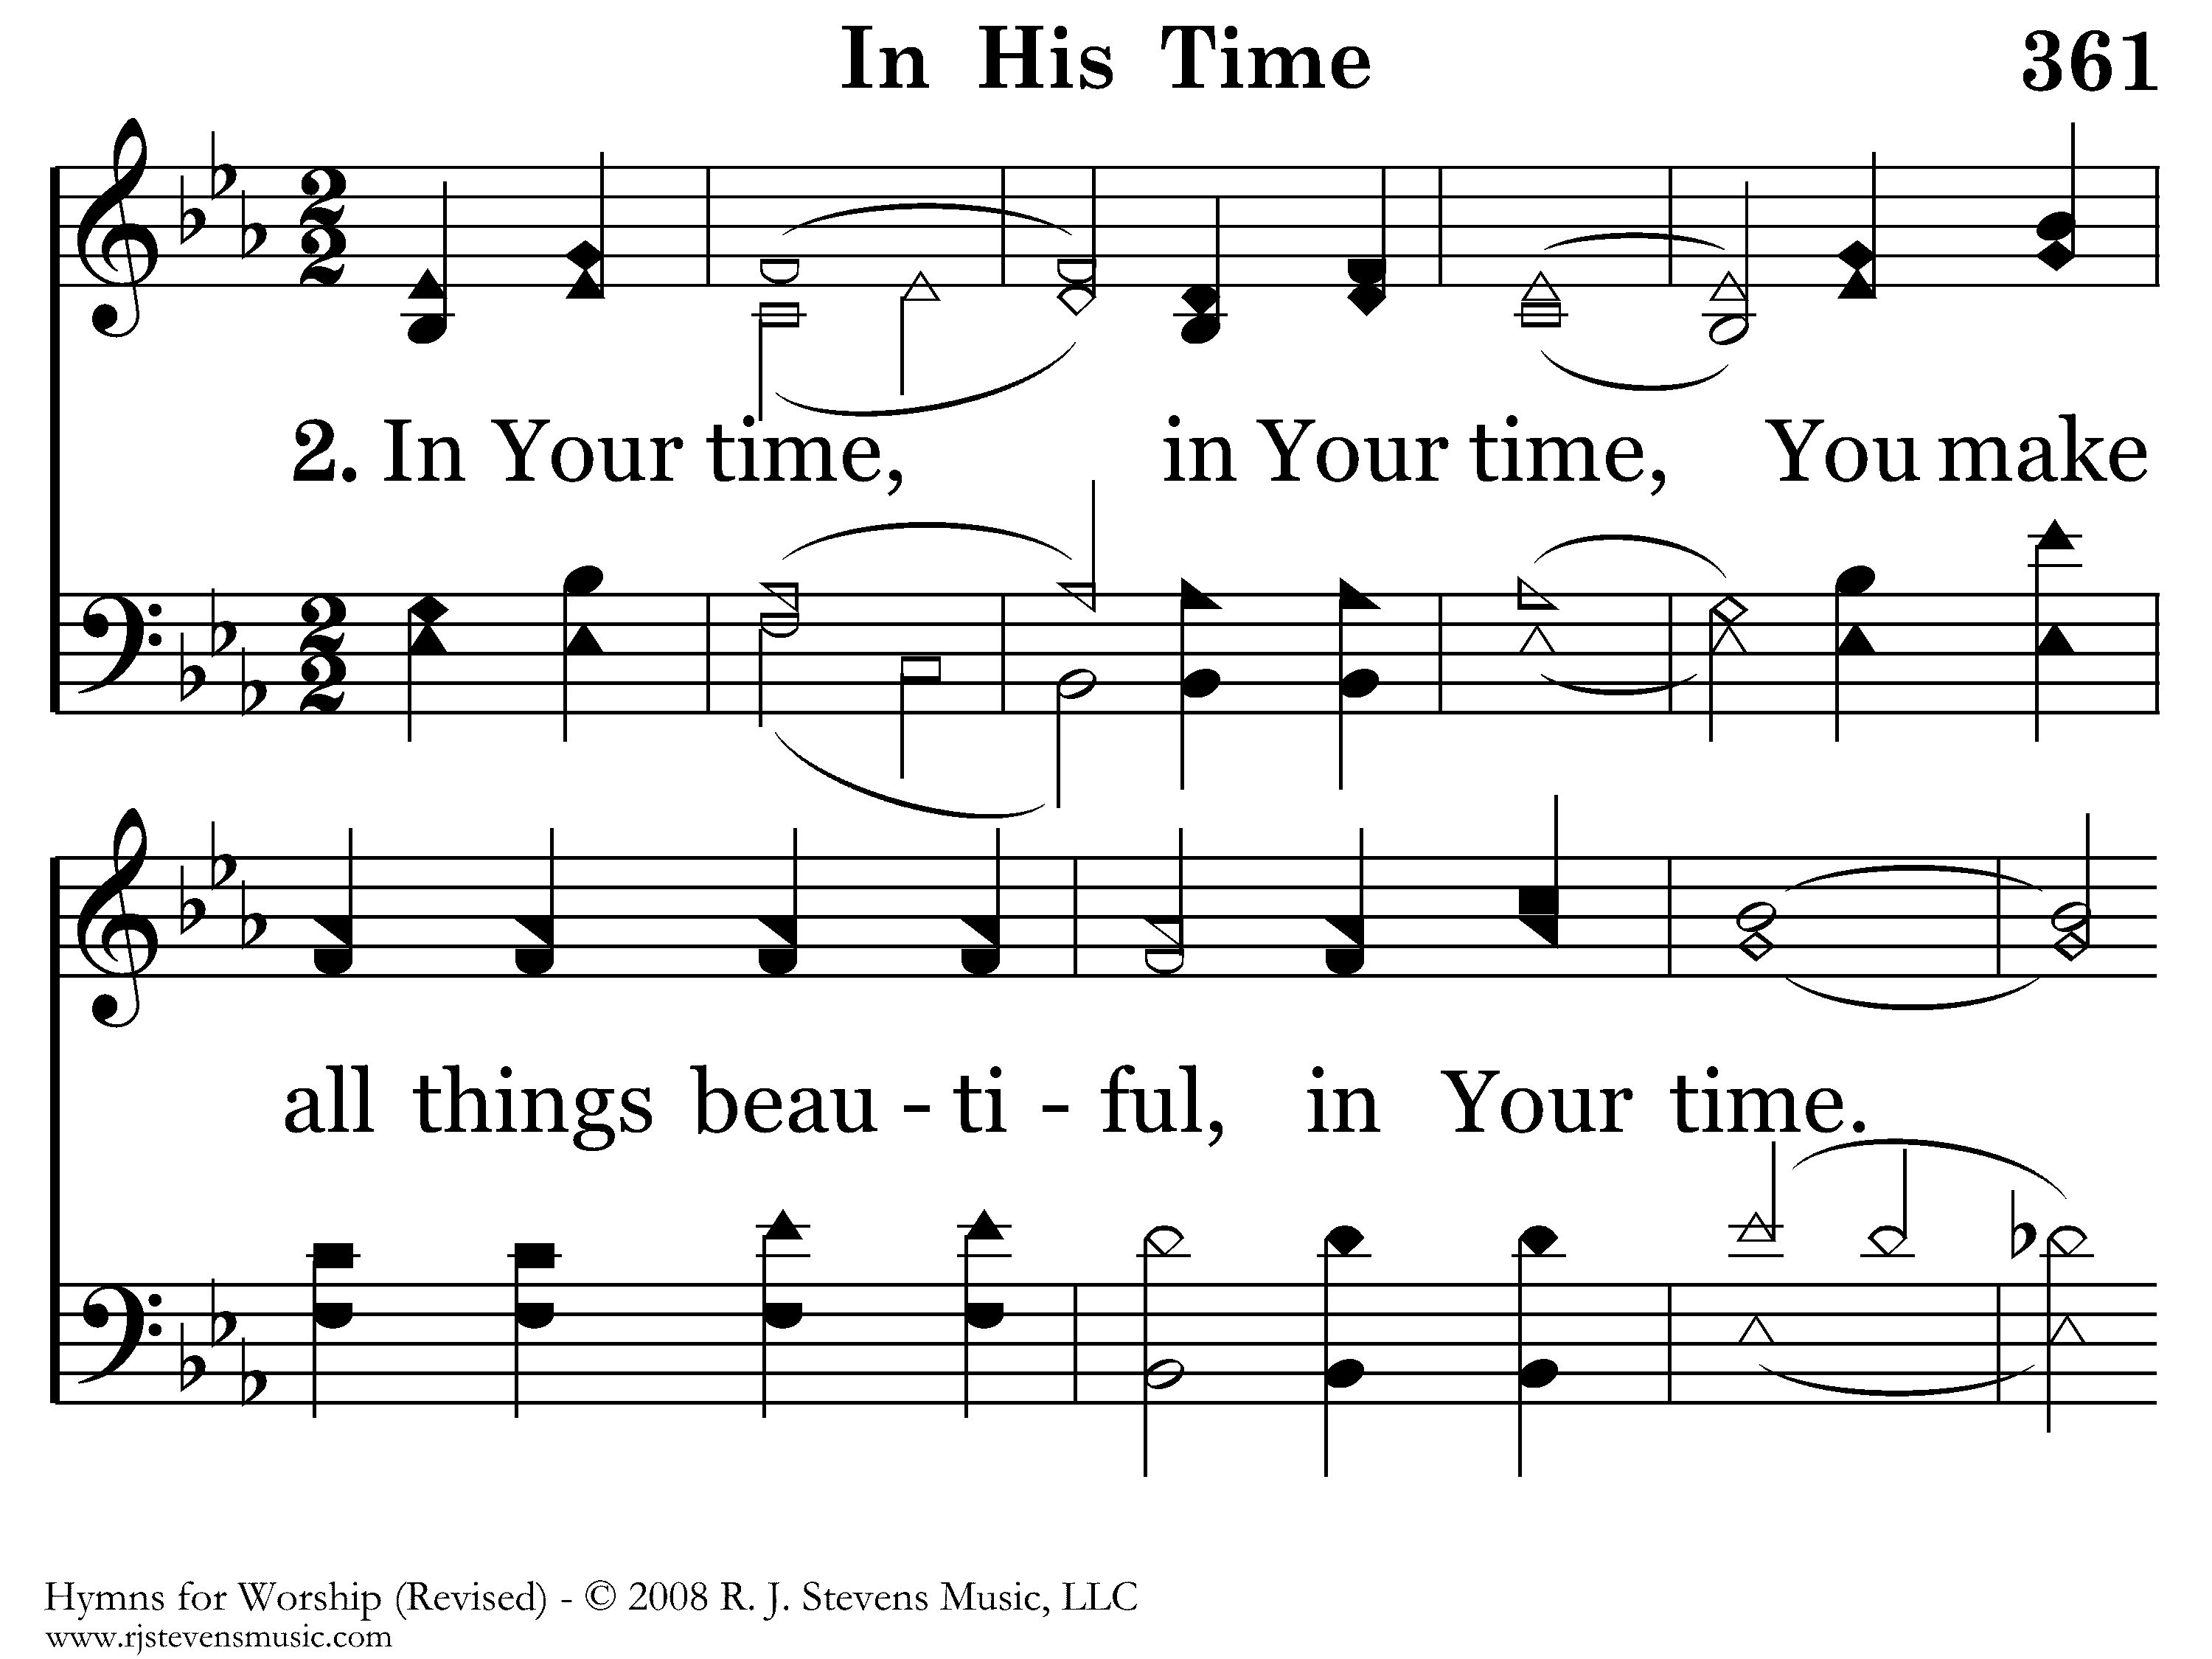 In His Time 361
2. In Your time, in Your time, You make
all things beau - ti - ful, in Your time.
Hymns for Worship (Revised) - © 2008 R. J. Stevens Music, LLC
www.rjstevensmusic.com